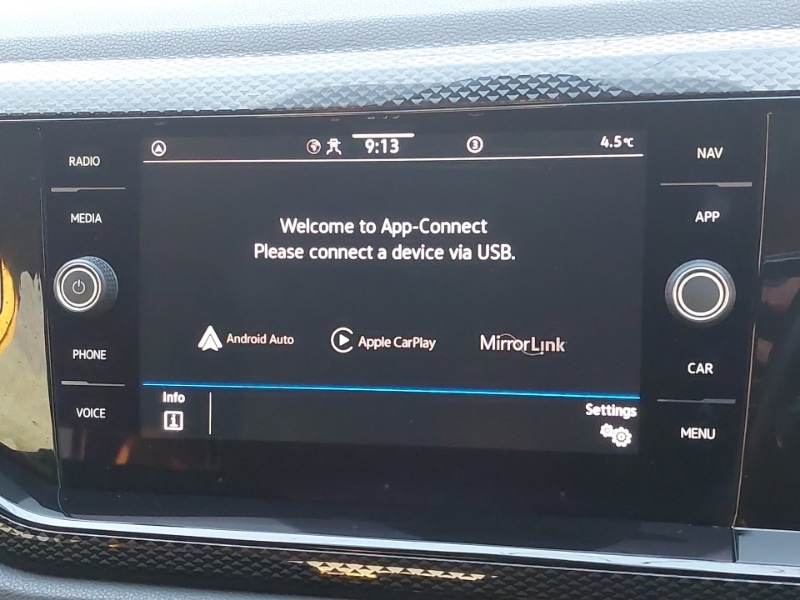 RADIO
MEDIA
PHONE
VOICE
9:13
3
4.5°C
Welcome to App-Connect
Please connect a device via USB.
Android Auto
Apple CarPlay
MirrorLink
Info
i
Settings
NAV
APP
CAR
MENU